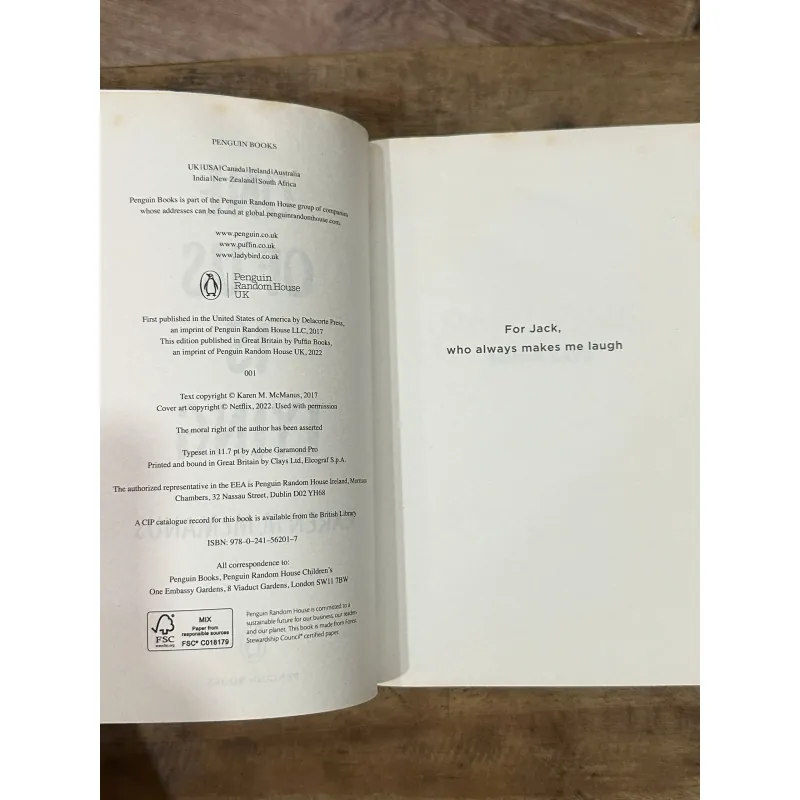 PENGUIN BOOKS
UK|USA|Canada|Ireland|Australia
India|New Zealand|South Africa
Penguin Books is part of the Penguin Random House group of companies
whose addresses can be found at global.penguinrandomhouse.com.
www.penguin.co.uk
www.puffin.co.uk
www.ladybird.co.uk
Penguin
Random House
UK
First published in the United States of America by Delacorte Press,
an imprint of Penguin Random House LLC, 2017
This edition published in Great Britain by Puffin Books,
an imprint of Penguin Random House UK, 2022
001
Text copyright © Karen M. McManus, 2017
Cover art copyright © Netflix, 2022. Used with permission
The moral right of the author has been asserted
Typeset in 11.7 pt by Adobe Garamond Pro
Printed and bound in Great Britain by Clays Ltd, Elcograf S.p.A.
The authorized representative in the EEA is Penguin Random House Ireland, Morrison
Chambers, 32 Nassau Street, Dublin D02 YH68
A CIP catalogue record for this book is available from the British Library
ISBN: 978–0–241–56201–7
All correspondence to:
Penguin Books, Penguin Random House Children's
One Embassy Gardens, 8 Viaduct Gardens, London SW11 7BW
FSC
www.fsc.org
MIX
Paper from
responsible sources
FSC® C018179
Penguin Random House is committed to a
sustainable future for our business, our readers
and our planet. This book is made from Forest
Stewardship Council® certified paper.
For Jack,
who always makes me laugh